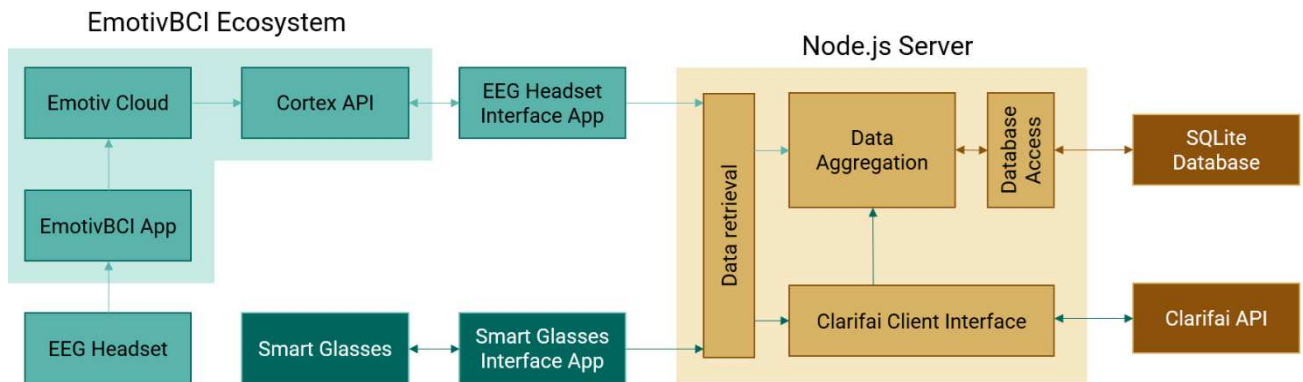 EmotivBCI Ecosystem
Node.js Server
Emotiv Cloud
Cortex API
EEG Headset
Interface App
Data
Aggregation
Database
Access
SQLite
Database
EmotivBCI App
Data retrieval
EEG Headset
Smart Glasses
Smart Glasses
Interface App
Clarifai Client Interface
Clarifai API